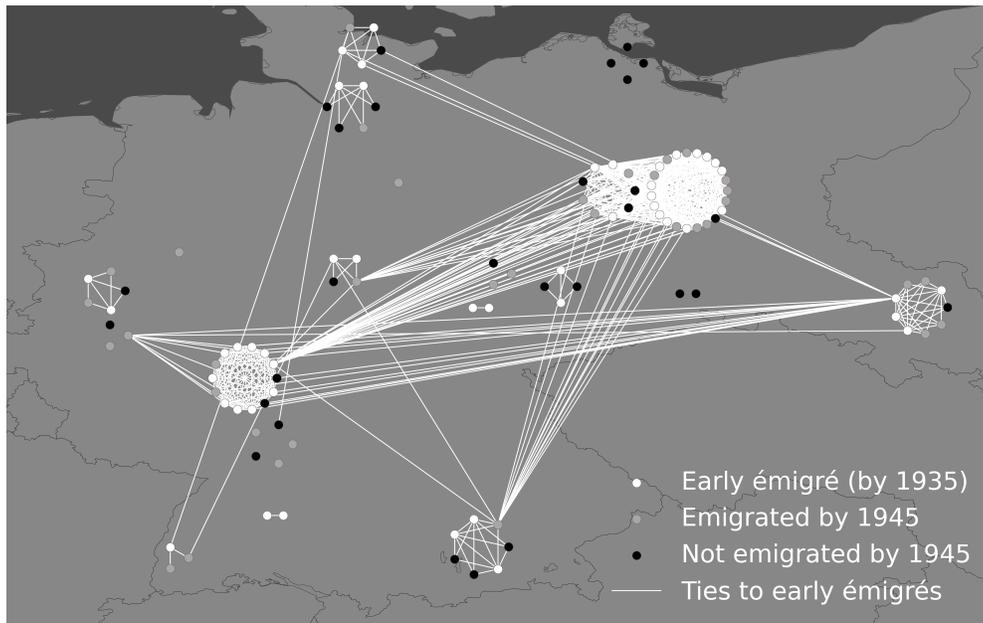 Early émigré (by 1935)
Emigrated by 1945
Not emigrated by 1945
Ties to early émigrés